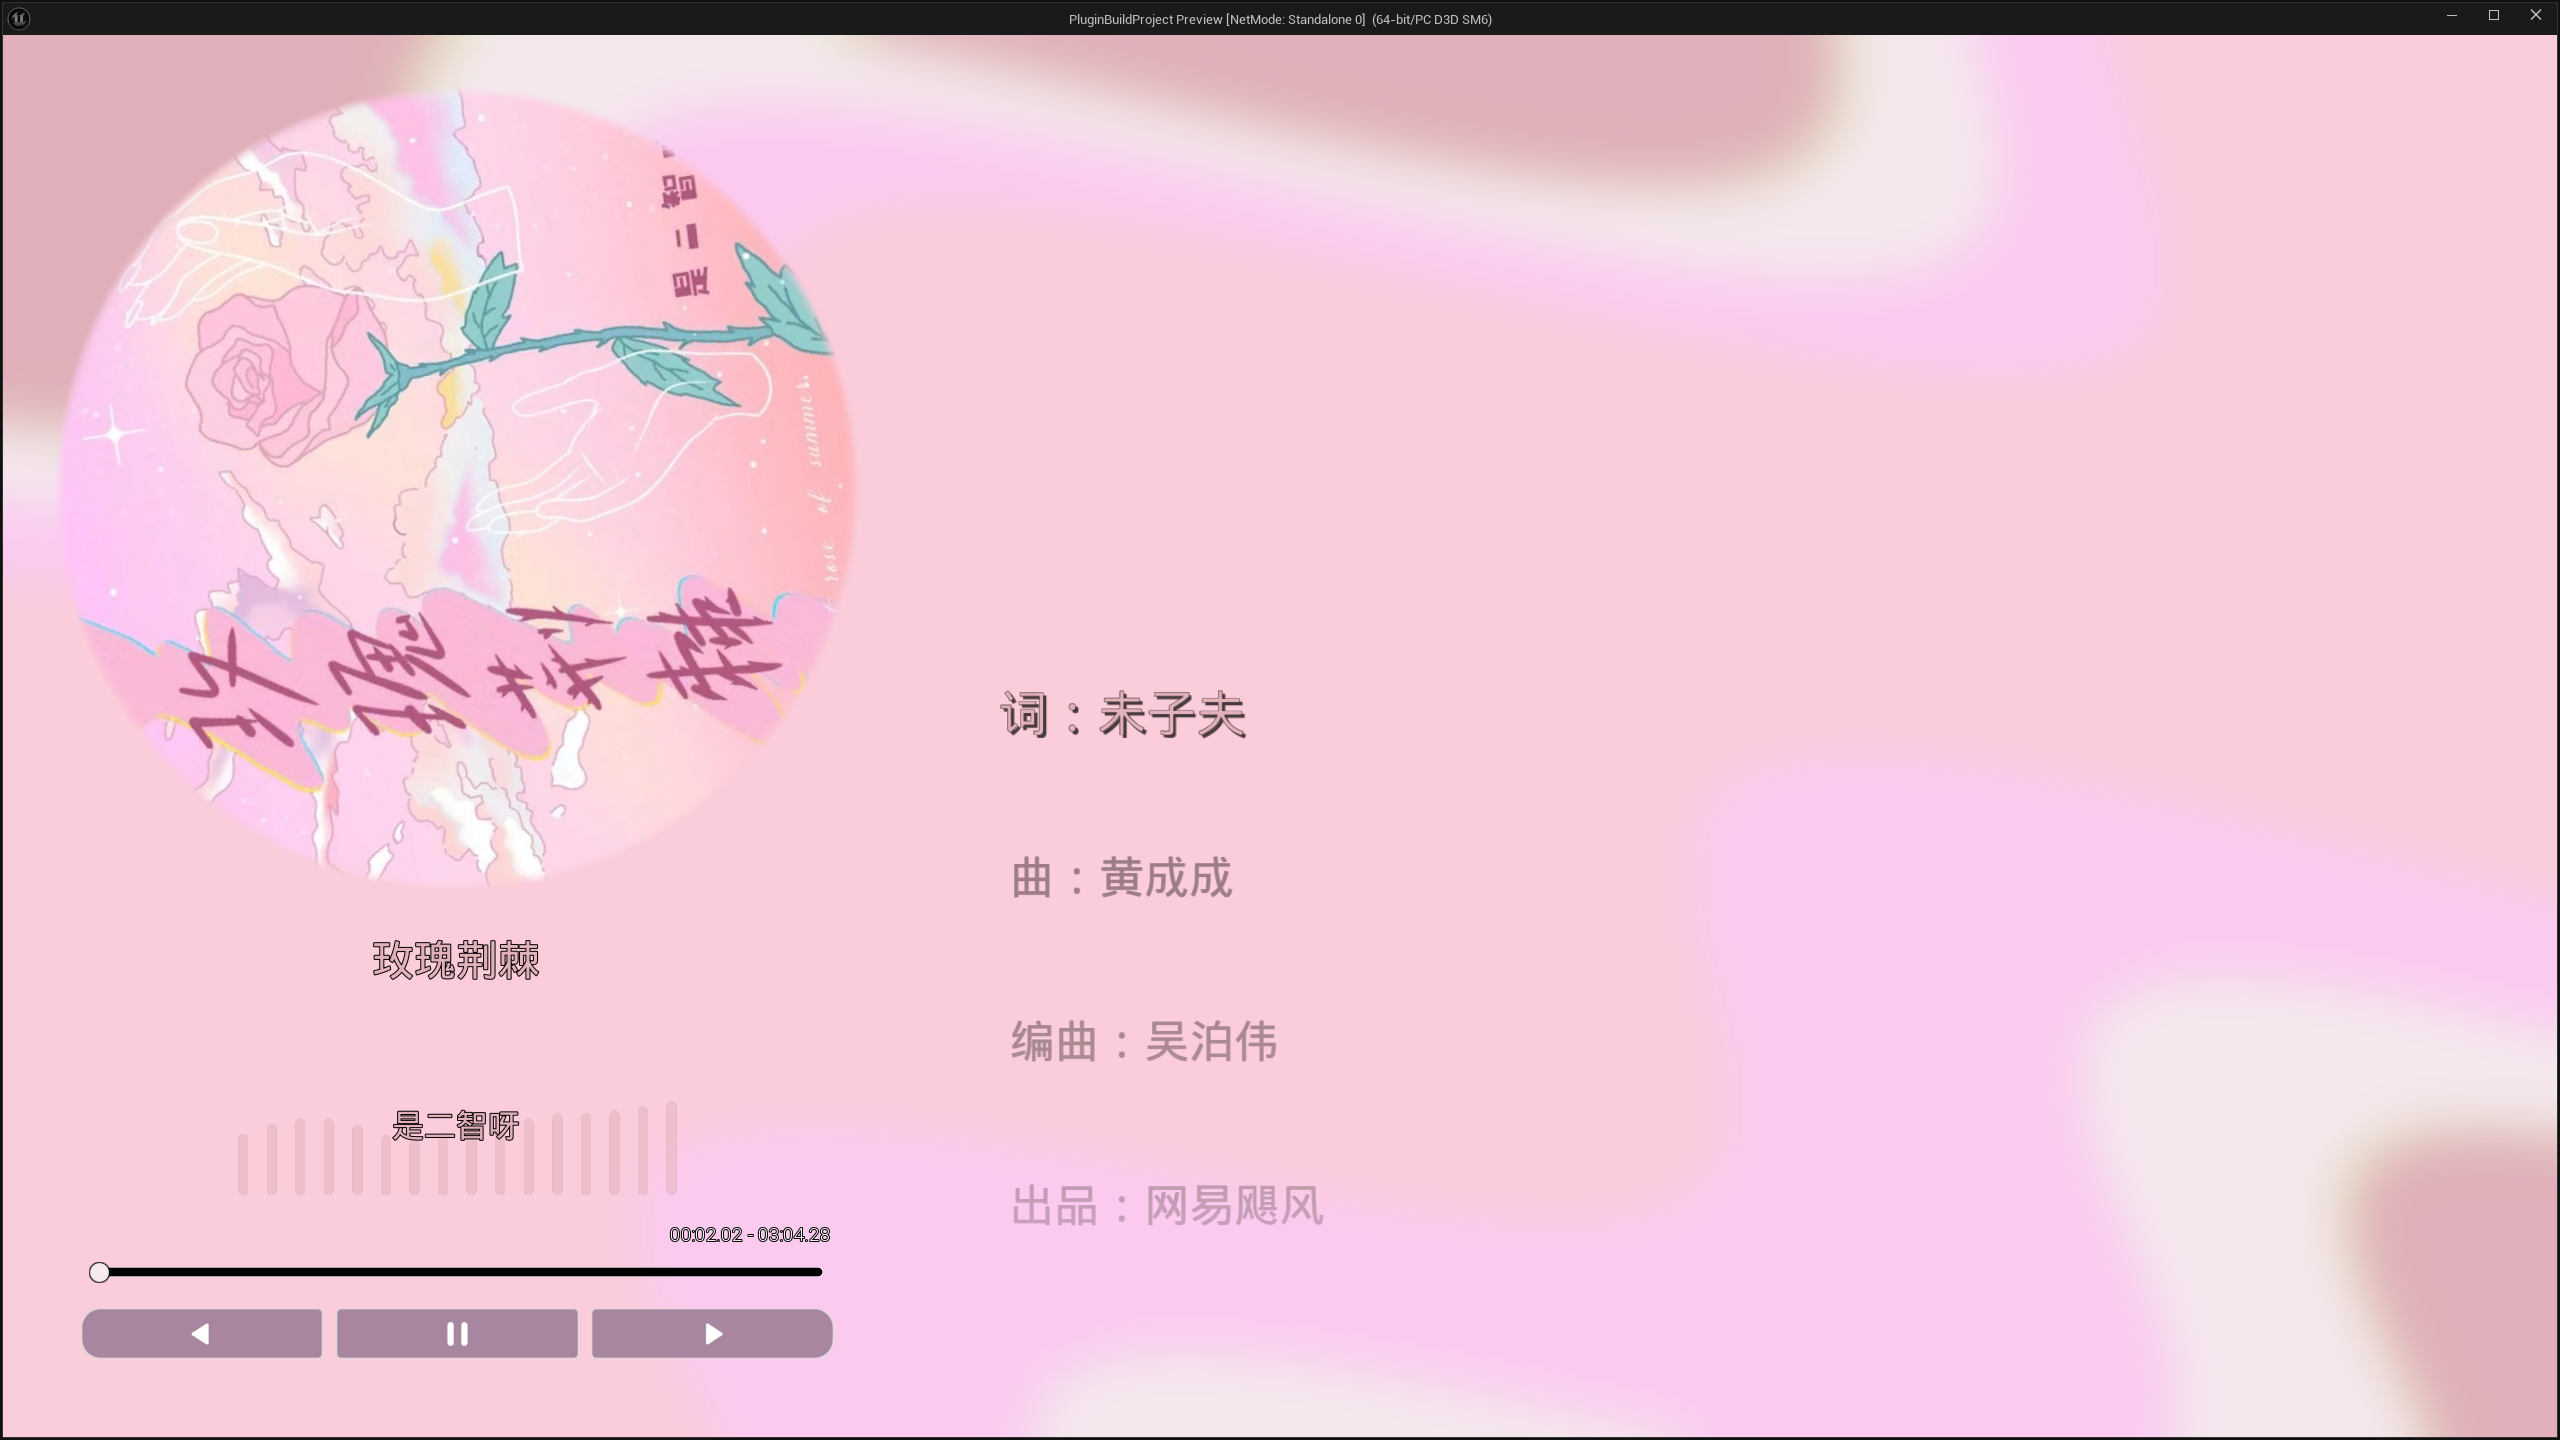 PluginBuildProject Preview [NetMode: Standalone 0] (64-bit/PC D3D SM6)
是二智呀
rose of summer.
玫瑰荆棘
词：未子夫
曲：黄成成
编曲：吴泊伟
出品：网易飓风
玫瑰荆棘
是二智呀
00:02.02 - 03:04.28